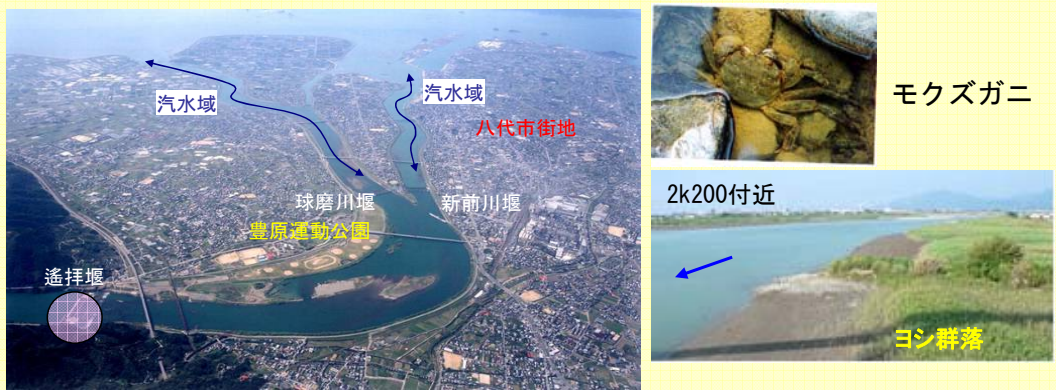 汽水域
汽水域
八代市街地
球磨川堰
新前川堰
豊原運動公園
遙拝堰
モクズガニ
2k200付近
ヨシ群落